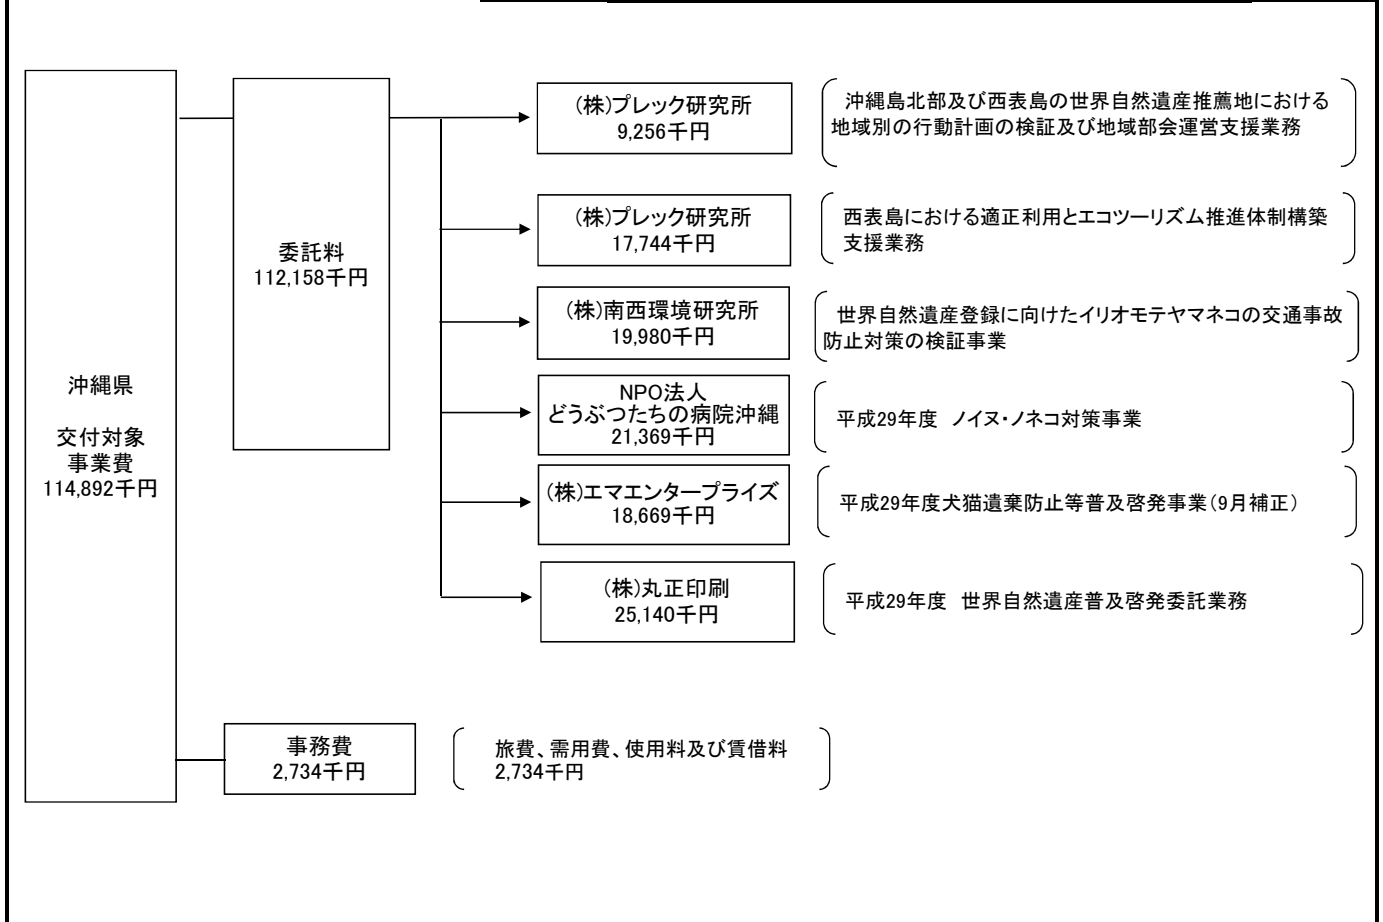 沖縄県
交付対象
事業費
114,892千円
委託料
112,158千円
(株)プレック研究所
9,256千円
沖縄島北部及び西表島の世界自然遺産推薦地における
地域別の行動計画の検証及び地域部会運営支援業務
(株)プレック研究所
17,744千円
西表島における適正利用とエコツーリズム推進体制構築
支援業務
(株)南西環境研究所
19,980千円
世界自然遺産登録に向けたイリオモテヤマネコの交通事故
防止対策の検証事業
NPO法人
どうぶつたちの病院沖縄
21,369千円
平成29年度　ノイヌ・ノネコ対策事業
(株)エマエンタープライズ
18,669千円
平成29年度犬猫遺棄防止等普及啓発事業(9月補正)
(株)丸正印刷
25,140千円
平成29年度　世界自然遺産普及啓発委託業務
事務費
2,734千円
旅費、需用費、使用料及び賃借料
2,734千円